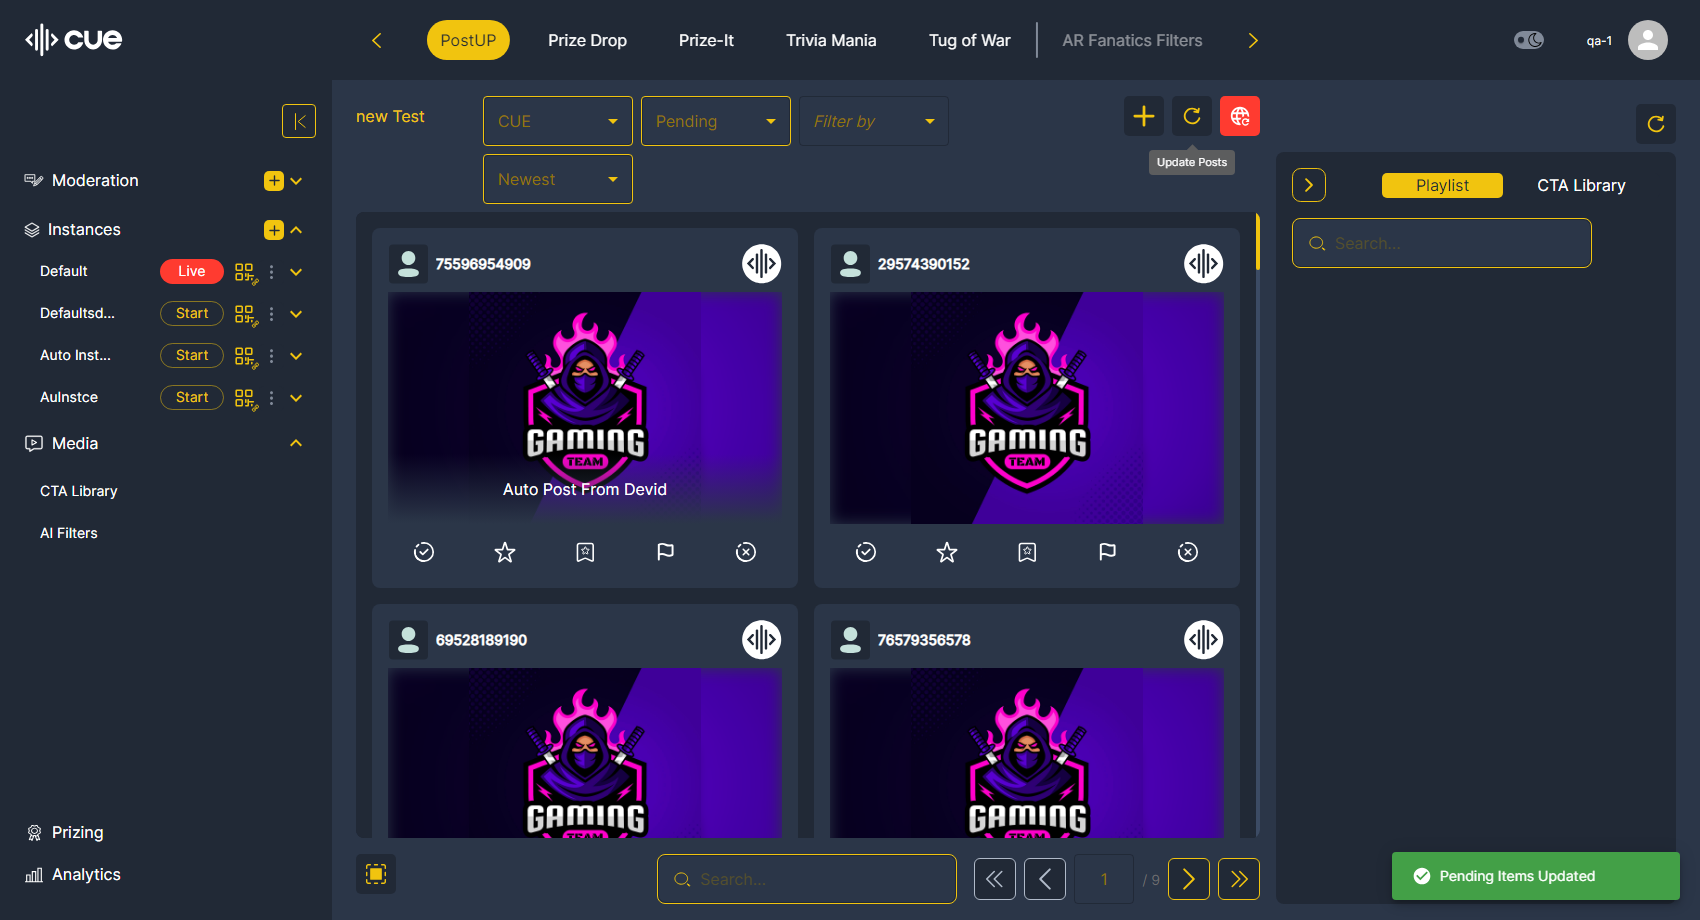 cue
PostUP
Prize Drop
Prize-It
Trivia Mania
Tug of War
AR Fanatics Filters
qa-1
Moderation
Instances
Default
Live
Defaultsd...
Start
Auto Inst...
Start
AuInstce
Start
Media
CTA Library
AI Filters
Prizing
Analytics
new Test
CUE
Pending
Filter by
Newest
Update Posts
75596954909
GAMING
TEAM
Auto Post From Devid
29574390152
GAMING
TEAM
69528189190
GAMING
TEAM
76579356578
GAMING
TEAM
Search...
1
/ 9
Playlist
CTA Library
Search...
Pending Items Updated